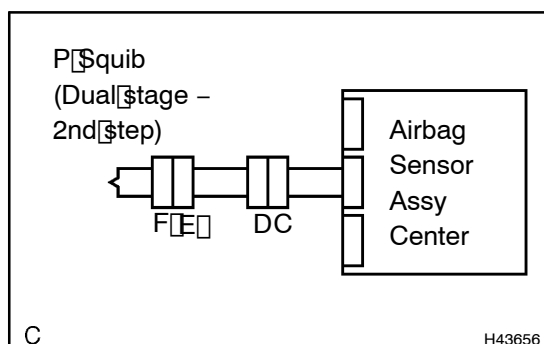 P Squib
(Dual stage –
2nd step)
Airbag
Sensor
Assy
Center
F E DC
C
H43656